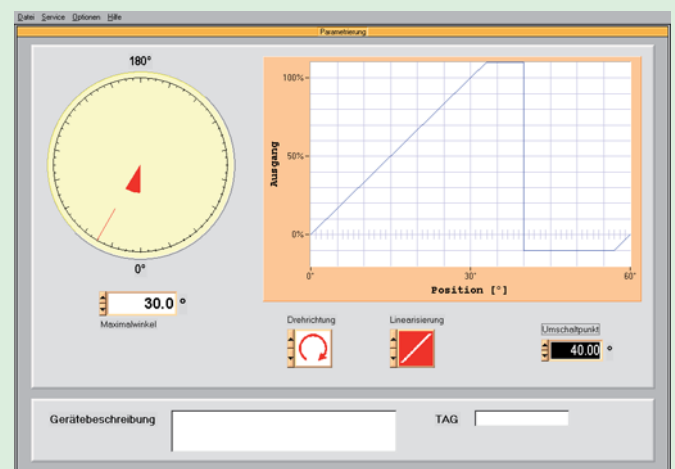 Datei Service Optionen Hilfe
Parametrierung
180°
0°
30.0 °
Maximalwinkel
100%
50%
0%
Ausgang
0° 30° 60°
Position [°]
Drehrichtung
Linearisierung
Umschaltpunkt
40.00 °
Gerätebeschreibung
TAG